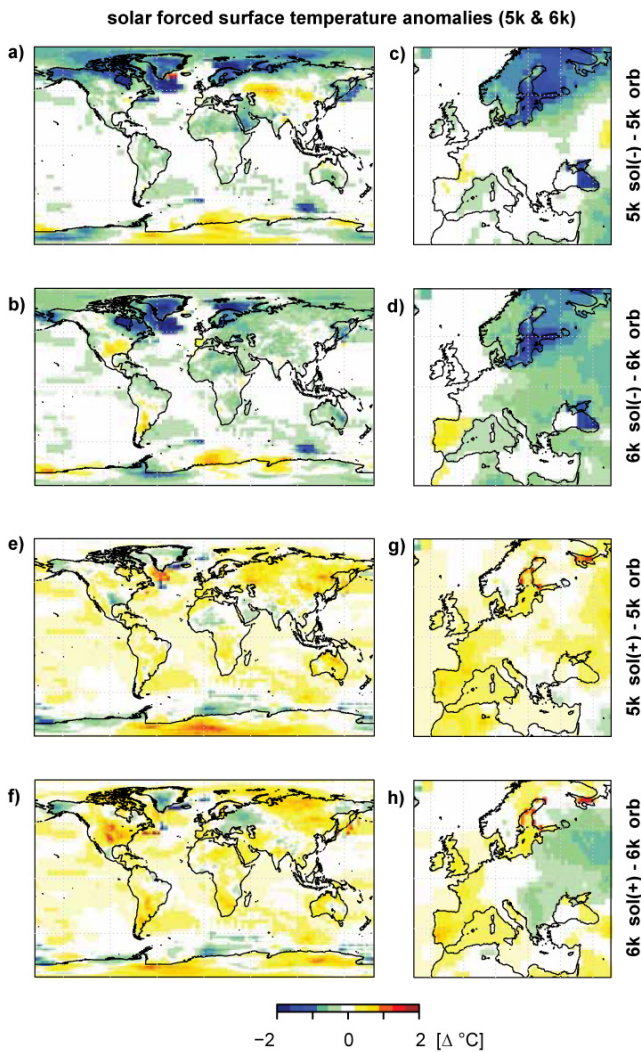 solar forced surface temperature anomalies (5k & 6k)
a)
c)
5k sol(-) - 5k orb
b)
d)
6k sol(-) - 6k orb
e)
g)
5k sol(+) - 5k orb
f)
h)
6k sol(+) - 6k orb
−2 0 2 [Δ °C]